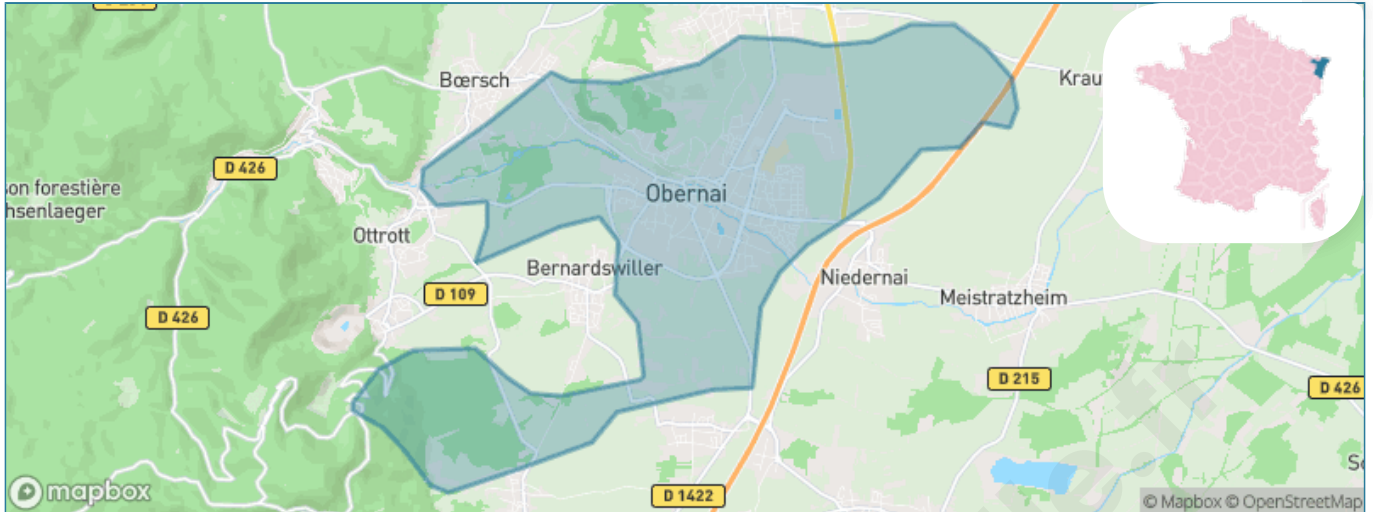 Bœrsch
Krau
D 426
son forestière
hsenlaeger
Obernai
Ottrott
Bernardswiller
Niedernai
D 109
Meistratzheim
D 426
D 215
D 426
mapbox
D 1422
© Mapbox © OpenStreetMap